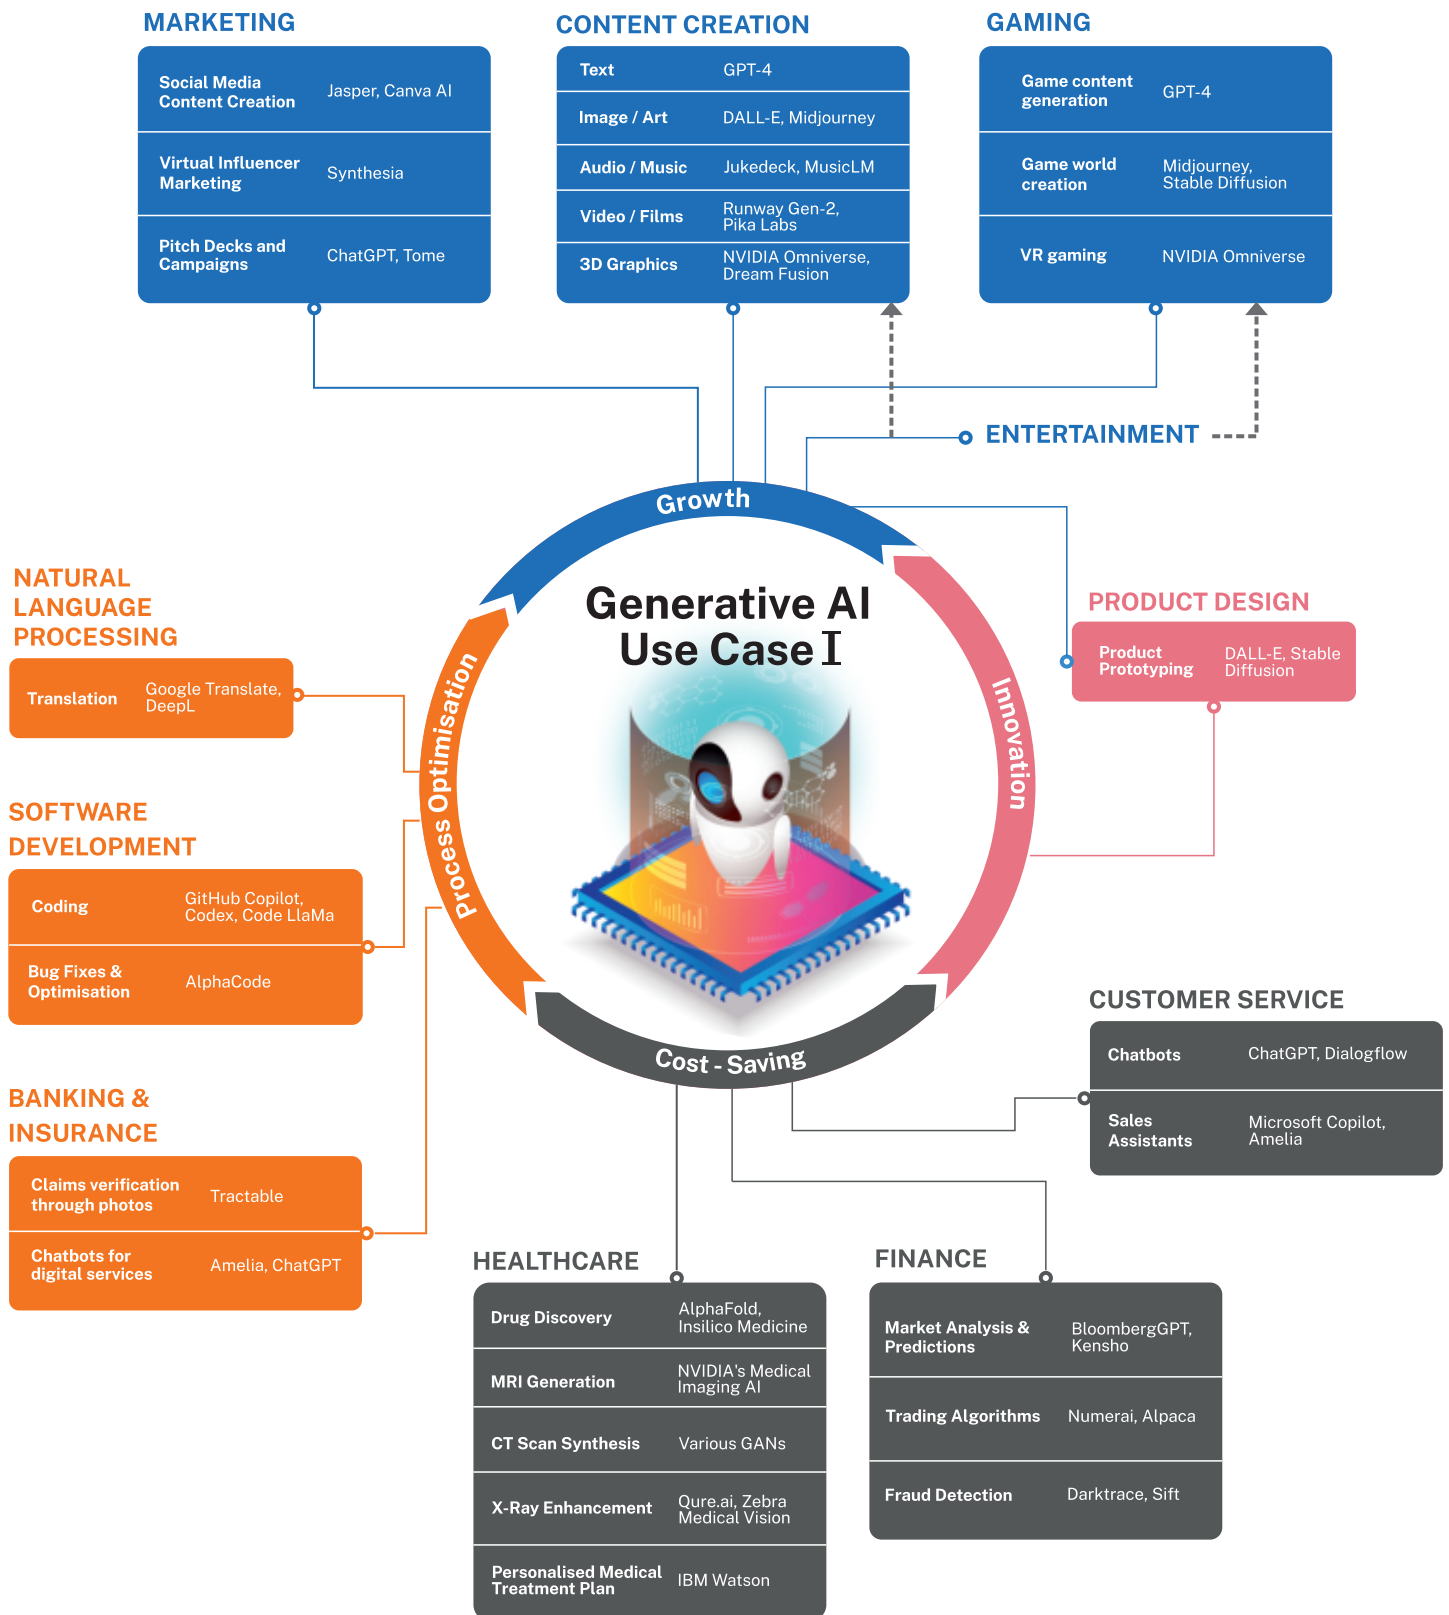 MARKETING
Social Media
Content Creation
Jasper, Canva AI
Virtual Influencer
Marketing
Synthesia
Pitch Decks and
Campaigns
ChatGPT, Tome
CONTENT CREATION
Text
GPT-4
Image / Art
DALL-E, Midjourney
Audio / Music
Jukedeck, MusicLM
Video / Films
Runway Gen-2,
Pika Labs
3D Graphics
NVIDIA Omniverse,
Dream Fusion
GAMING
Game content
generation
GPT-4
Game world
creation
Midjourney,
Stable Diffusion
VR gaming
NVIDIA Omniverse
ENTERTAINMENT
Growth
Generative AI
Use Case I
Process Optimisation
Innovation
Cost - Saving
NATURAL
LANGUAGE
PROCESSING
Translation
Google Translate,
DeepL
PRODUCT DESIGN
Product
Prototyping
DALL-E, Stable
Diffusion
SOFTWARE
DEVELOPMENT
Coding
GitHub Copilot,
Codex, Code LlaMa
Bug Fixes &
Optimisation
AlphaCode
CUSTOMER SERVICE
Chatbots
ChatGPT, Dialogflow
Sales
Assistants
Microsoft Copilot,
Amelia
BANKING &
INSURANCE
Claims verification
through photos
Tractable
Chatbots for
digital services
Amelia, ChatGPT
HEALTHCARE
Drug Discovery
AlphaFold,
Insilico Medicine
MRI Generation
NVIDIA's Medical
Imaging AI
CT Scan Synthesis
Various GANs
X-Ray Enhancement
Qure.ai, Zebra
Medical Vision
Personalised Medical
Treatment Plan
IBM Watson
FINANCE
Market Analysis &
Predictions
BloombergGPT,
Kensho
Trading Algorithms
Numerai, Alpaca
Fraud Detection
Darktrace, Sift